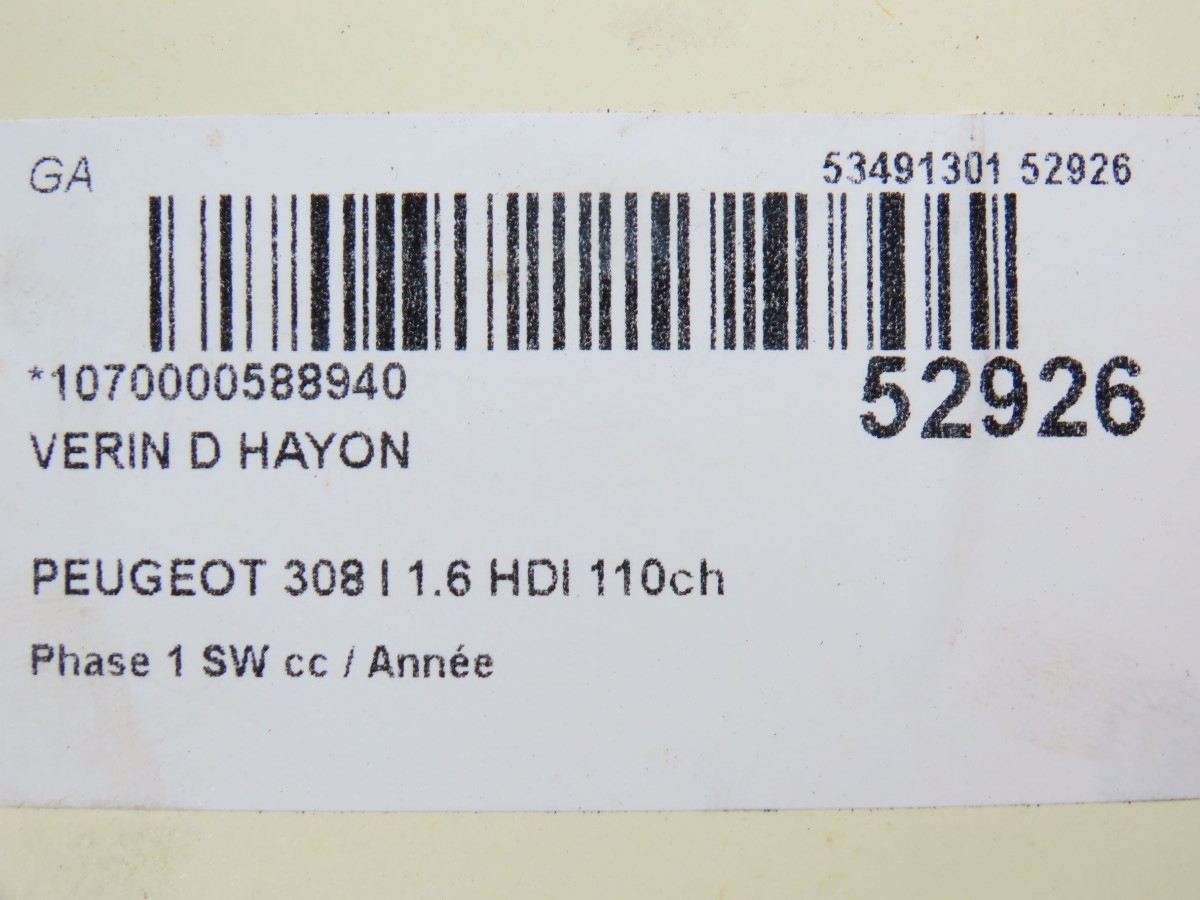 GA
53491301 52926
*1070000588940
52926
VERIN D HAYON
PEUGEOT 308 I 1.6 HDI 110ch
Phase 1 SW cc / Année